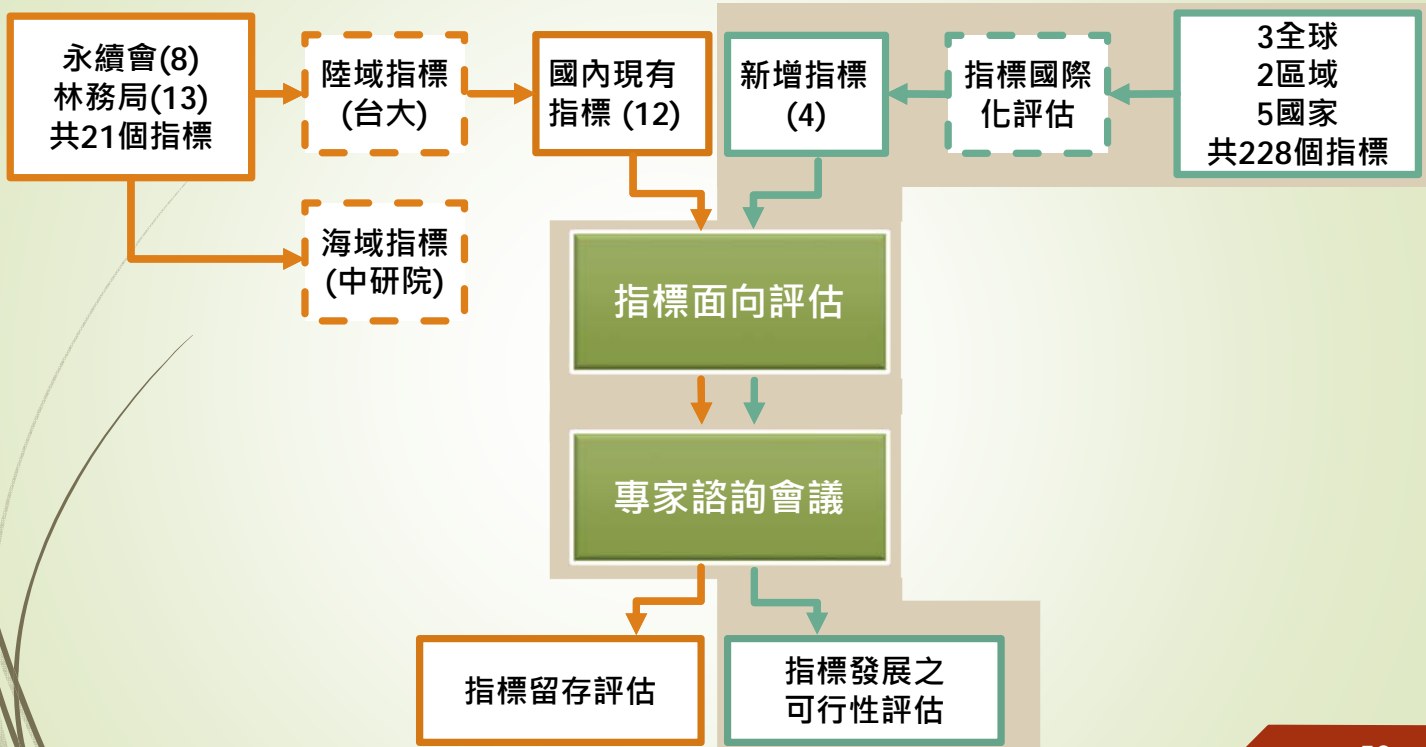 永續會(8)
林務局(13)
共21個指標
陸域指標
(台大)
國內現有
指標 (12)
新增指標
(4)
指標國際
化評估
3全球
2區域
5國家
共228個指標
海域指標
(中研院)
指標面向評估
專家諮詢會議
指標留存評估
指標發展之
可行性評估